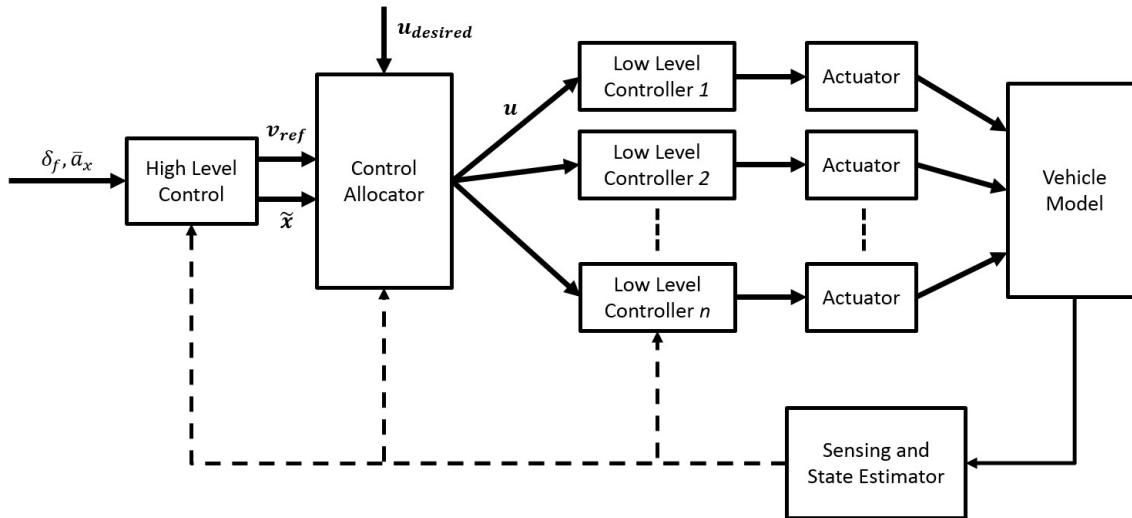 u_desired
Low Level
Controller 1
Actuator
u
v_ref
δ_f, a̅_x
High Level
Control
Control
Allocator
Low Level
Controller 2
Actuator
Vehicle
Model
x̃
Low Level
Controller n
Actuator
Sensing and
State Estimator